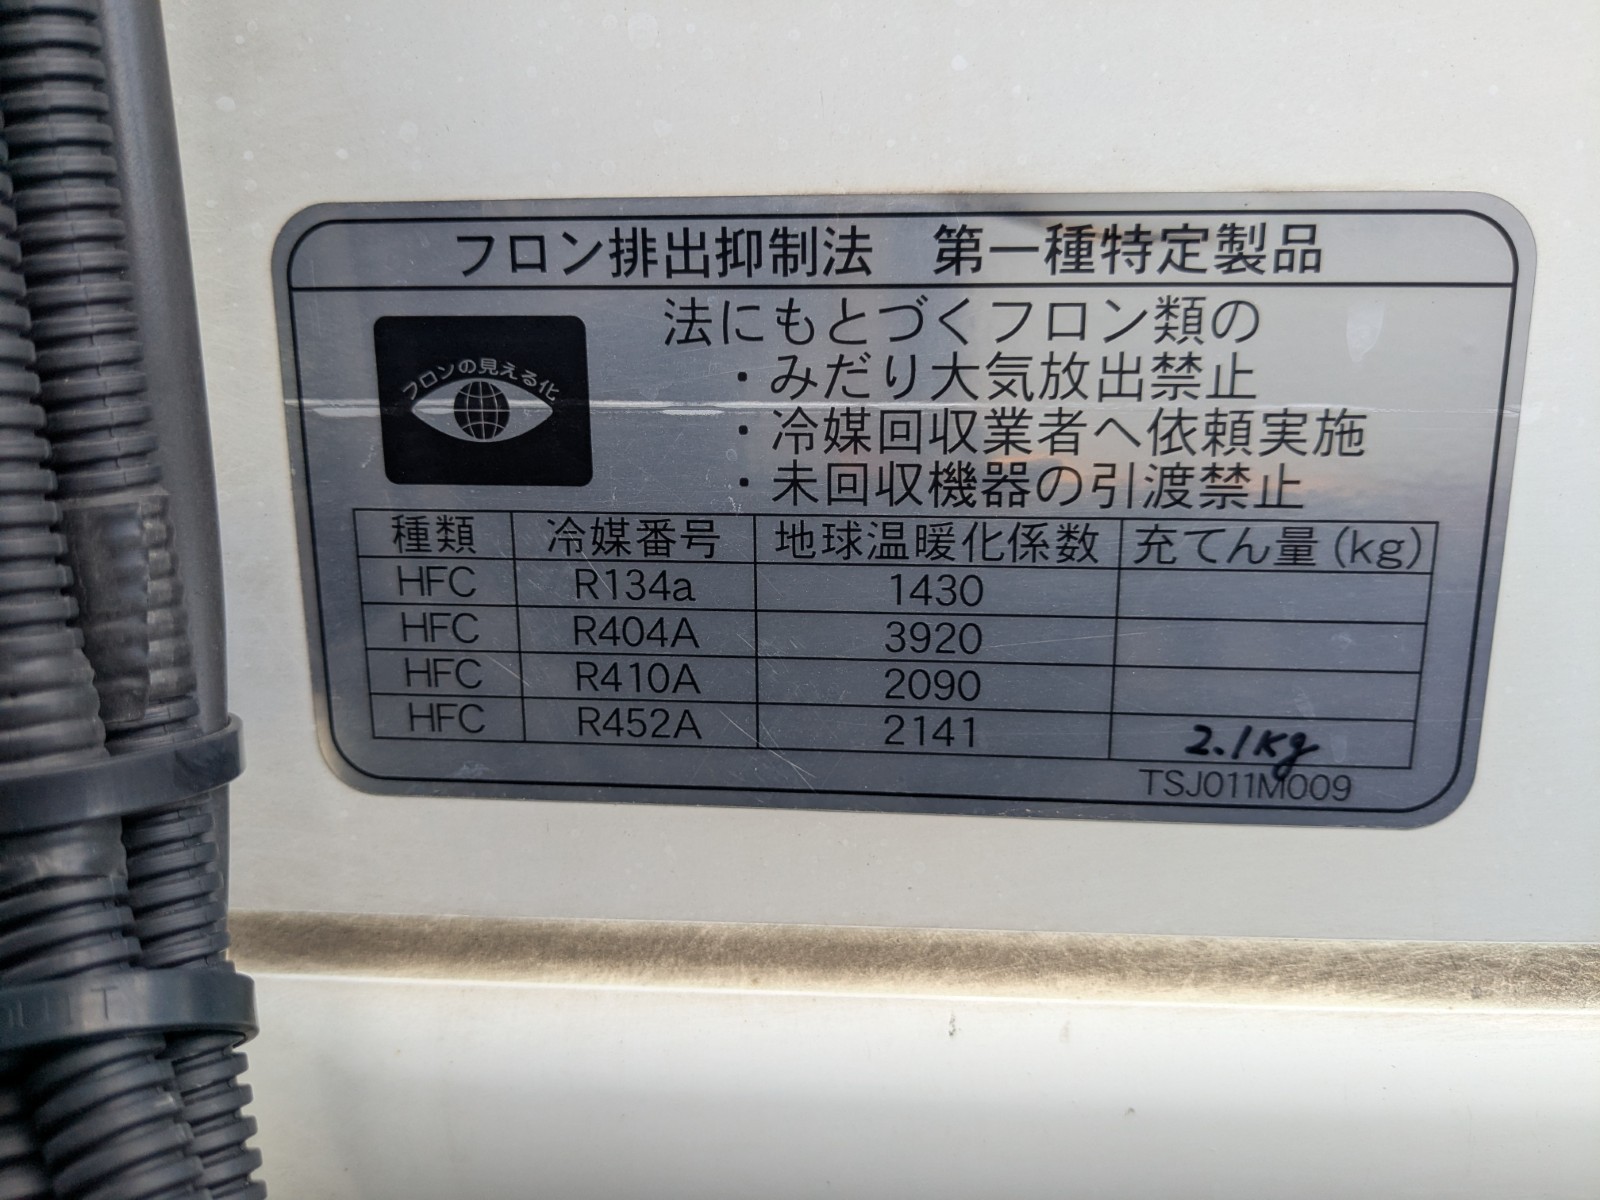 フロン排出抑制法　第一種特定製品
フロンの見える化
法にもとづくフロン類の
・みだり大気放出禁止
・冷媒回収業者へ依頼実施
・未回収機器の引渡禁止
種類 冷媒番号 地球温暖化係数 充てん量(kg)
HFC R134a 1430
HFC R404A 3920
HFC R410A 2090
HFC R452A 2141 2.1kg
TSJ011M009